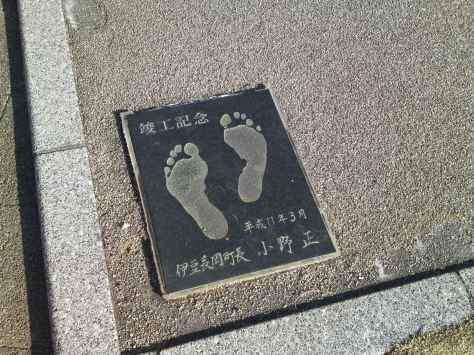 竣工記念
平成11年3月
伊豆長岡町長 小野 正